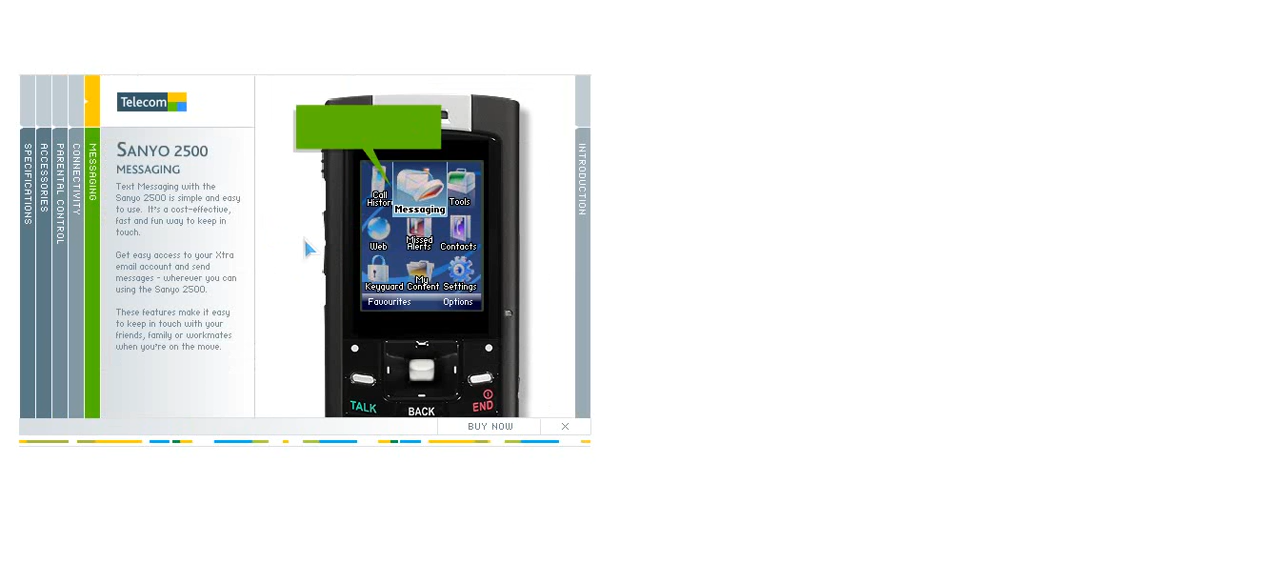 Telecom
SPECIFICATIONS
ACCESSORIES
PARENTAL CONTROL
CONNECTIVITY
MESSAGING
SANYO 2500
MESSAGING
Text Messaging with the
Sanyo 2500 is simple and easy
to use. It's a cost-effective,
fast and fun way to keep in
touch.
Get easy access to your Xtra
email account and send
messages - wherever you can
using the Sanyo 2500.
These features make it easy
to keep in touch with your
friends, family or workmates
when you're on the move.
Call
Histor
Messaging
Tools
Web
Missed
Alerts
Contacts
Keyguard
My
Content
Settings
Favourites
Options
TALK
BACK
END
INTRODUCTION
BUY NOW